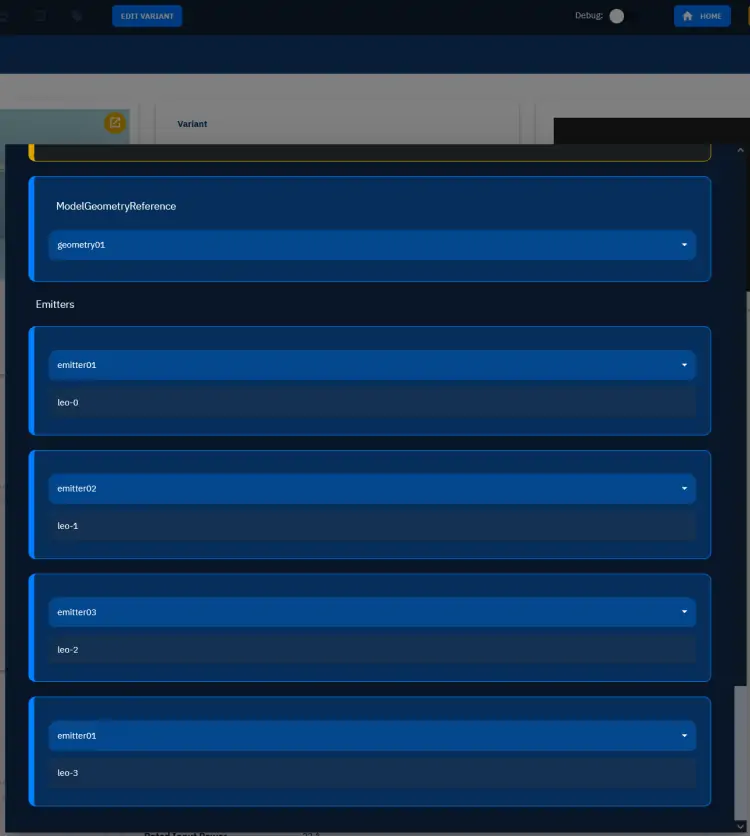 EDIT VARIANT
Debug:
HOME
Variant
ModelGeometryReference
geometry01
Emitters
emitter01
leo-0
emitter02
leo-1
emitter03
leo-2
emitter01
leo-3